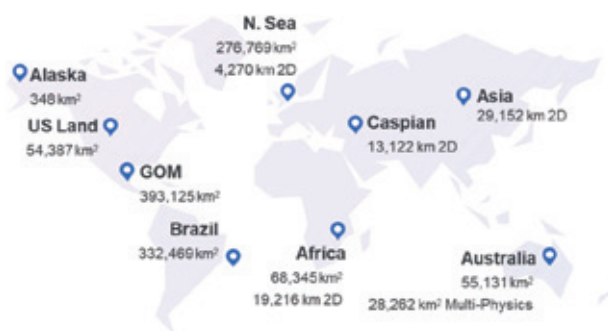 N. Sea
276,769 km²
4,270 km 2D
Alaska
348 km²
US Land
54,387 km²
GOM
393,125 km²
Brazil
332,469 km²
Caspian
13,122 km 2D
Asia
29,152 km 2D
Africa
68,345 km²
19,216 km 2D
Australia
55,131 km²
28,262 km² Multi-Physics